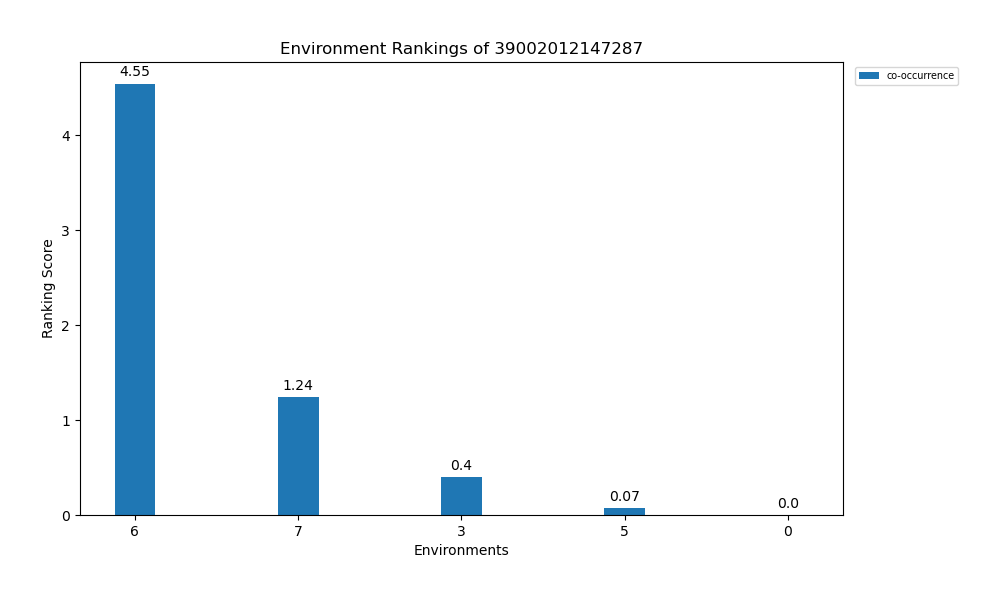 Environment Rankings of 39002012147287
co-occurrence
Ranking Score
4
3
2
1
0
4.55
1.24
0.4
0.07
0.0
6 7 3 5 0
Environments